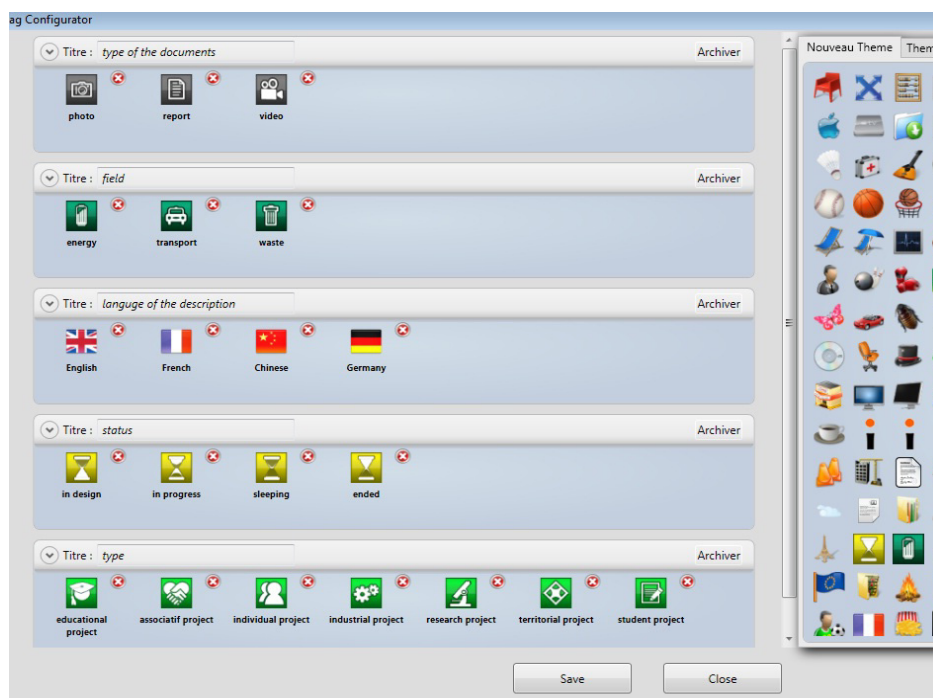 ag Configurator
Titre : type of the documents Archiver
photo report video
Titre : field Archiver
energy transport waste
Titre : languge of the description Archiver
English French Chinese Germany
Titre : status Archiver
in design in progress sleeping ended
Titre : type Archiver
educational project associatif project individual project industrial project research project territorial project student project
Save Close
Nouveau Theme Them